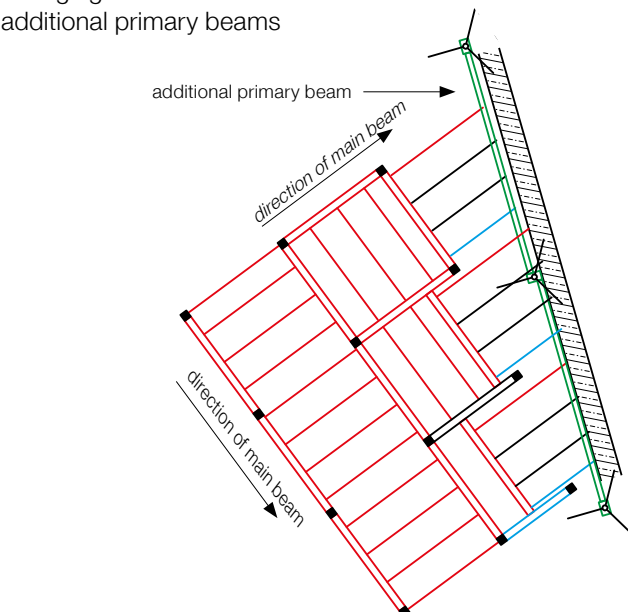 additional primary beams
additional primary beam
direction of main beam
direction of main beam